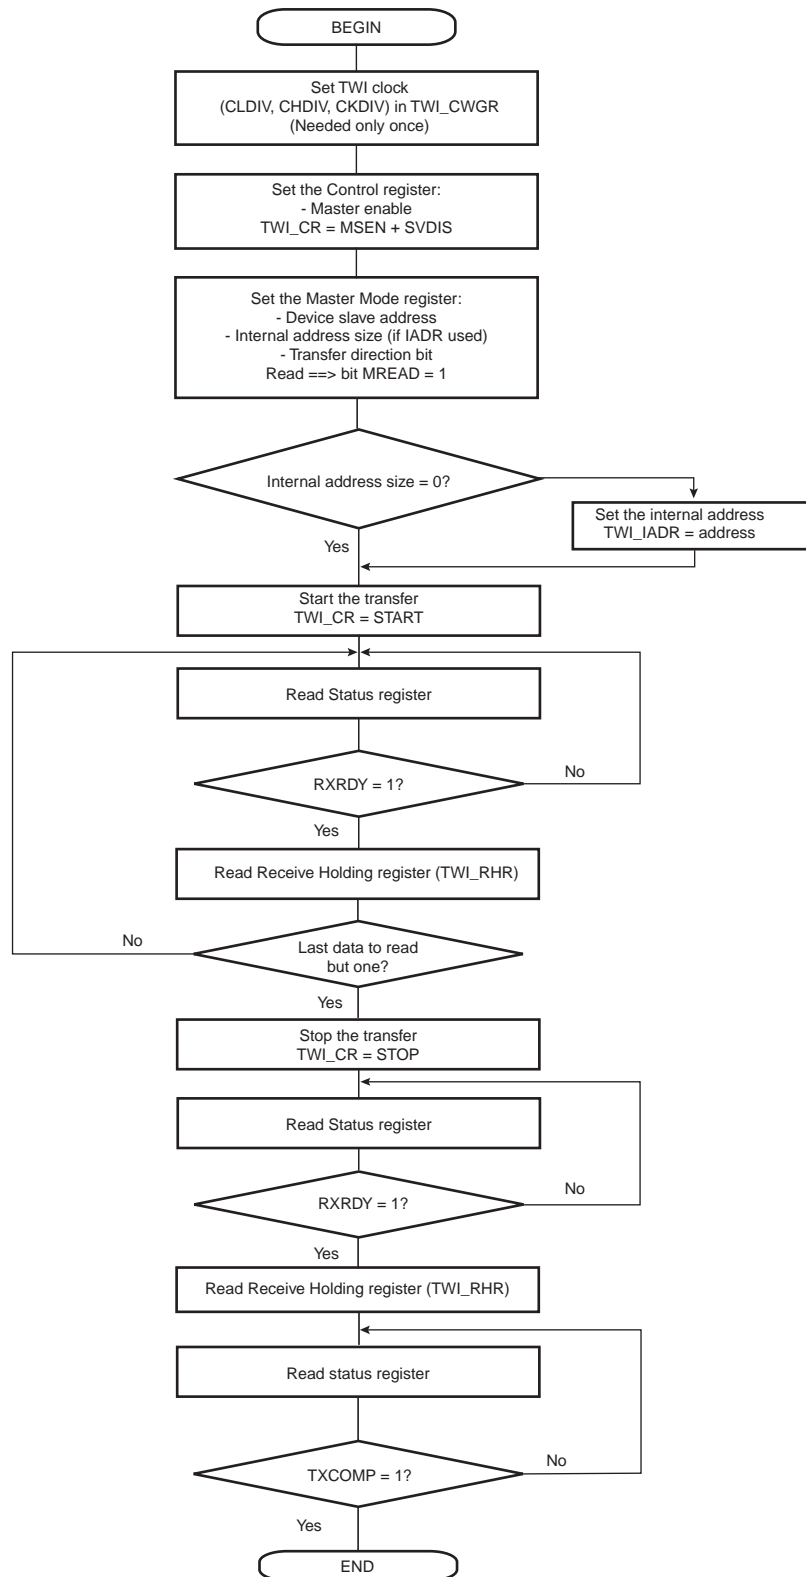 BEGIN
Set TWI clock
(CLDIV, CHDIV, CKDIV) in TWI_CWGR
(Needed only once)
Set the Control register:
- Master enable
TWI_CR = MSEN + SVDIS
Set the Master Mode register:
- Device slave address
- Internal address size (if IADR used)
- Transfer direction bit
Read ==> bit MREAD = 1
Internal address size = 0?
Set the internal address
TWI_IADR = address
Yes
Start the transfer
TWI_CR = START
Read Status register
RXRDY = 1?
No
Yes
Read Receive Holding register (TWI_RHR)
No
Last data to read
but one?
Yes
Stop the transfer
TWI_CR = STOP
Read Status register
RXRDY = 1?
No
Yes
Read Receive Holding register (TWI_RHR)
Read status register
TXCOMP = 1?
No
Yes
END